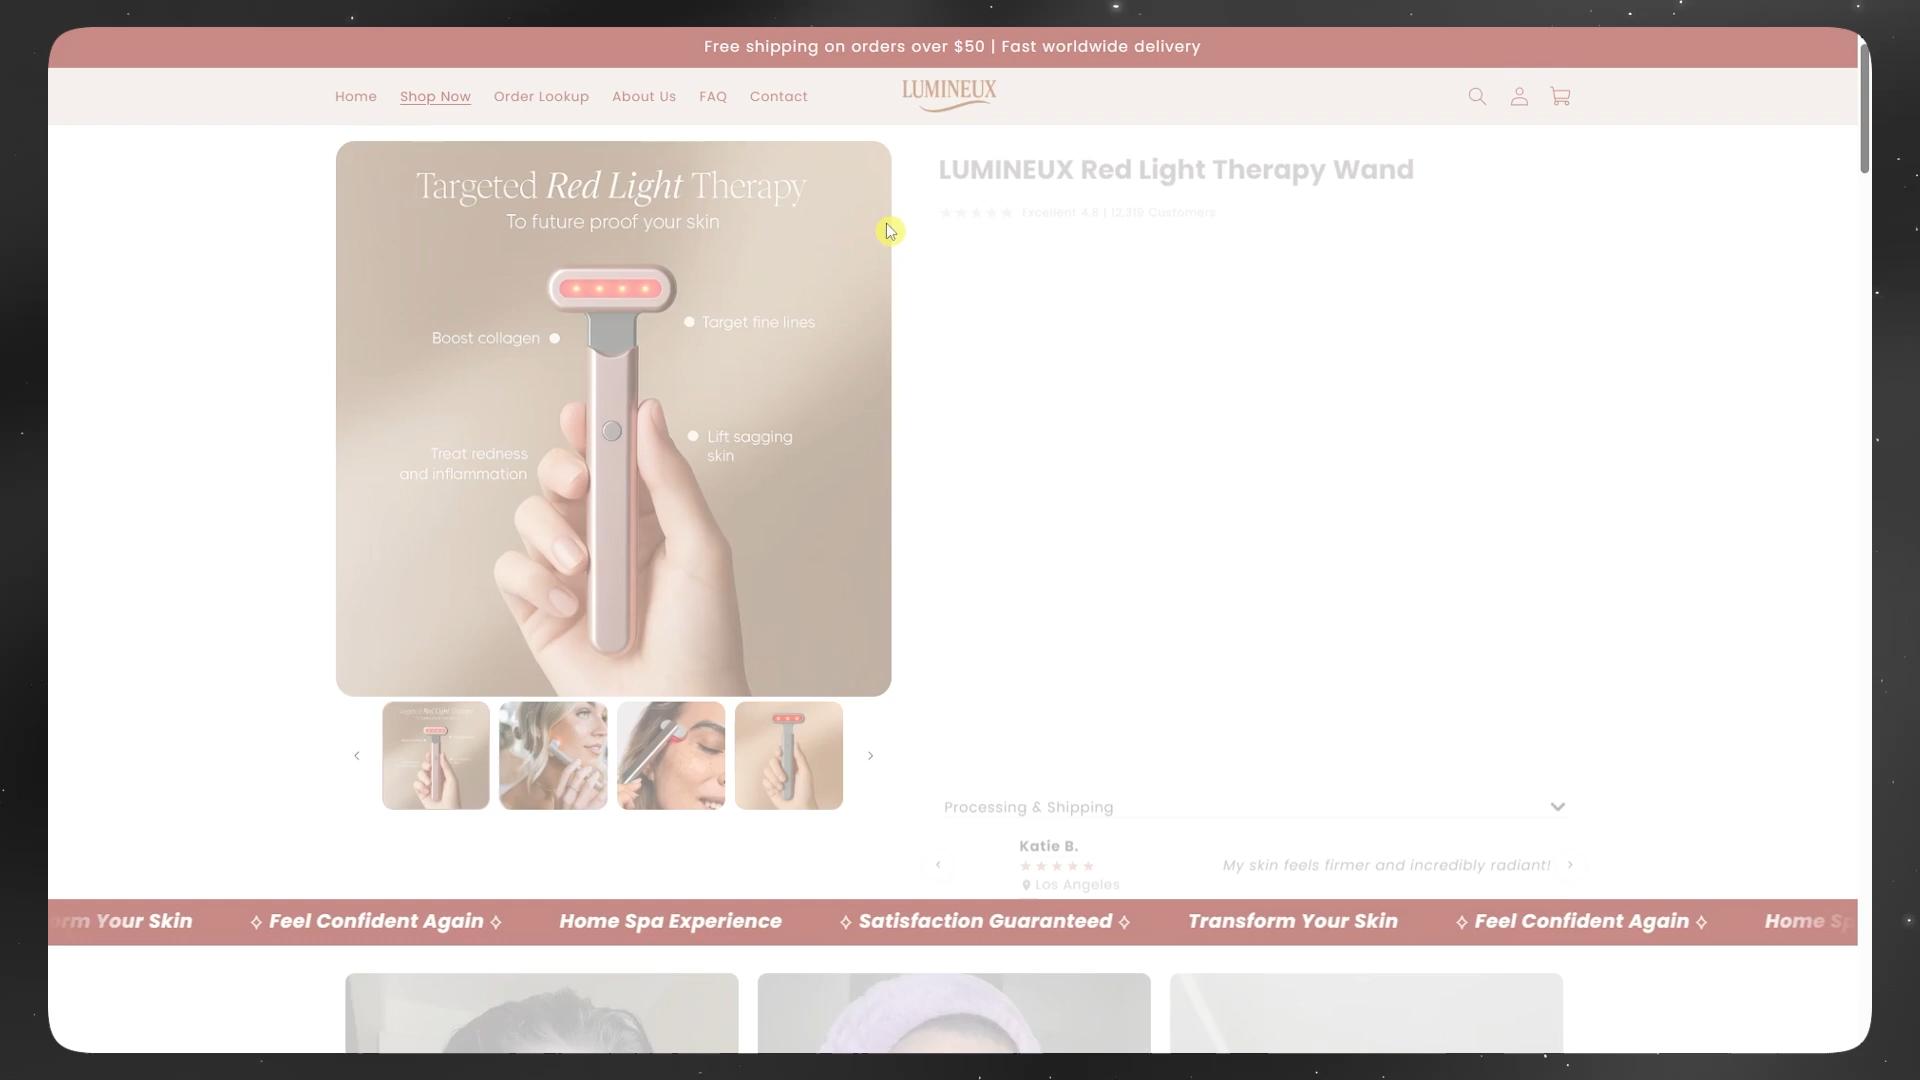 Free shipping on orders over $50 | Fast worldwide delivery
Home
Shop Now
Order Lookup
About Us
FAQ
Contact
LUMINEUX
Targeted Red Light Therapy
To future proof your skin
Boost collagen
Target fine lines
Treat redness
and inflammation
Lift sagging
skin
LUMINEUX Red Light Therapy Wand
Excellent 4.8 | 12,319 Customers
Processing & Shipping
Katie B.
Los Angeles
My skin feels firmer and incredibly radiant!
orm Your Skin
Feel Confident Again
Home Spa Experience
Satisfaction Guaranteed
Transform Your Skin
Feel Confident Again
Home Sp